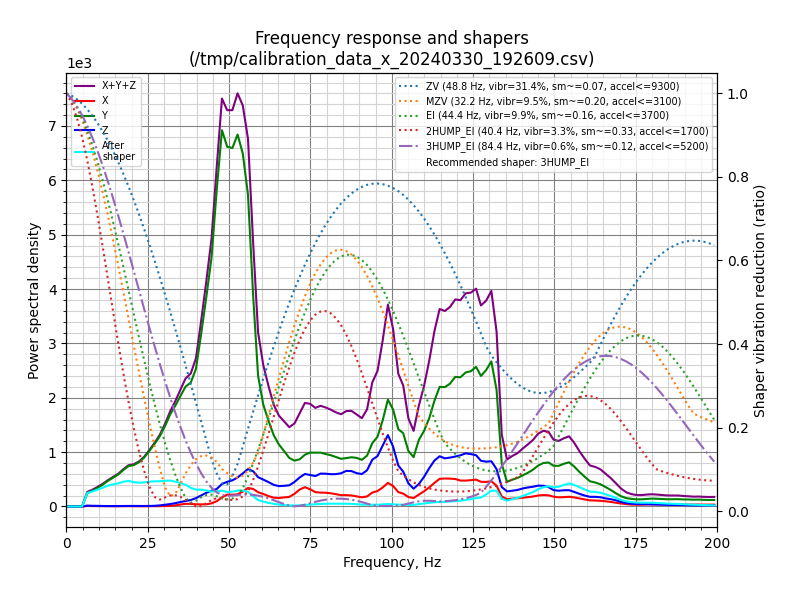 Frequency response and shapers
(/tmp/calibration_data_x_20240330_192609.csv)
1e3
X+Y+Z
X
Y
Z
After
shaper
ZV (48.8 Hz, vibr=31.4%, sm~=0.07, accel<=9300)
MZV (32.2 Hz, vibr=9.5%, sm~=0.20, accel<=3100)
EI (44.4 Hz, vibr=9.9%, sm~=0.16, accel<=3700)
2HUMP_EI (40.4 Hz, vibr=3.3%, sm~=0.33, accel<=1700)
3HUMP_EI (84.4 Hz, vibr=0.6%, sm~=0.12, accel<=5200)
Recommended shaper: 3HUMP_EI
Power spectral density
7
6
5
4
3
2
1
0
1.0
0.8
0.6
0.4
0.2
0.0
Shaper vibration reduction (ratio)
0 25 50 75 100 125 150 175 200
Frequency, Hz